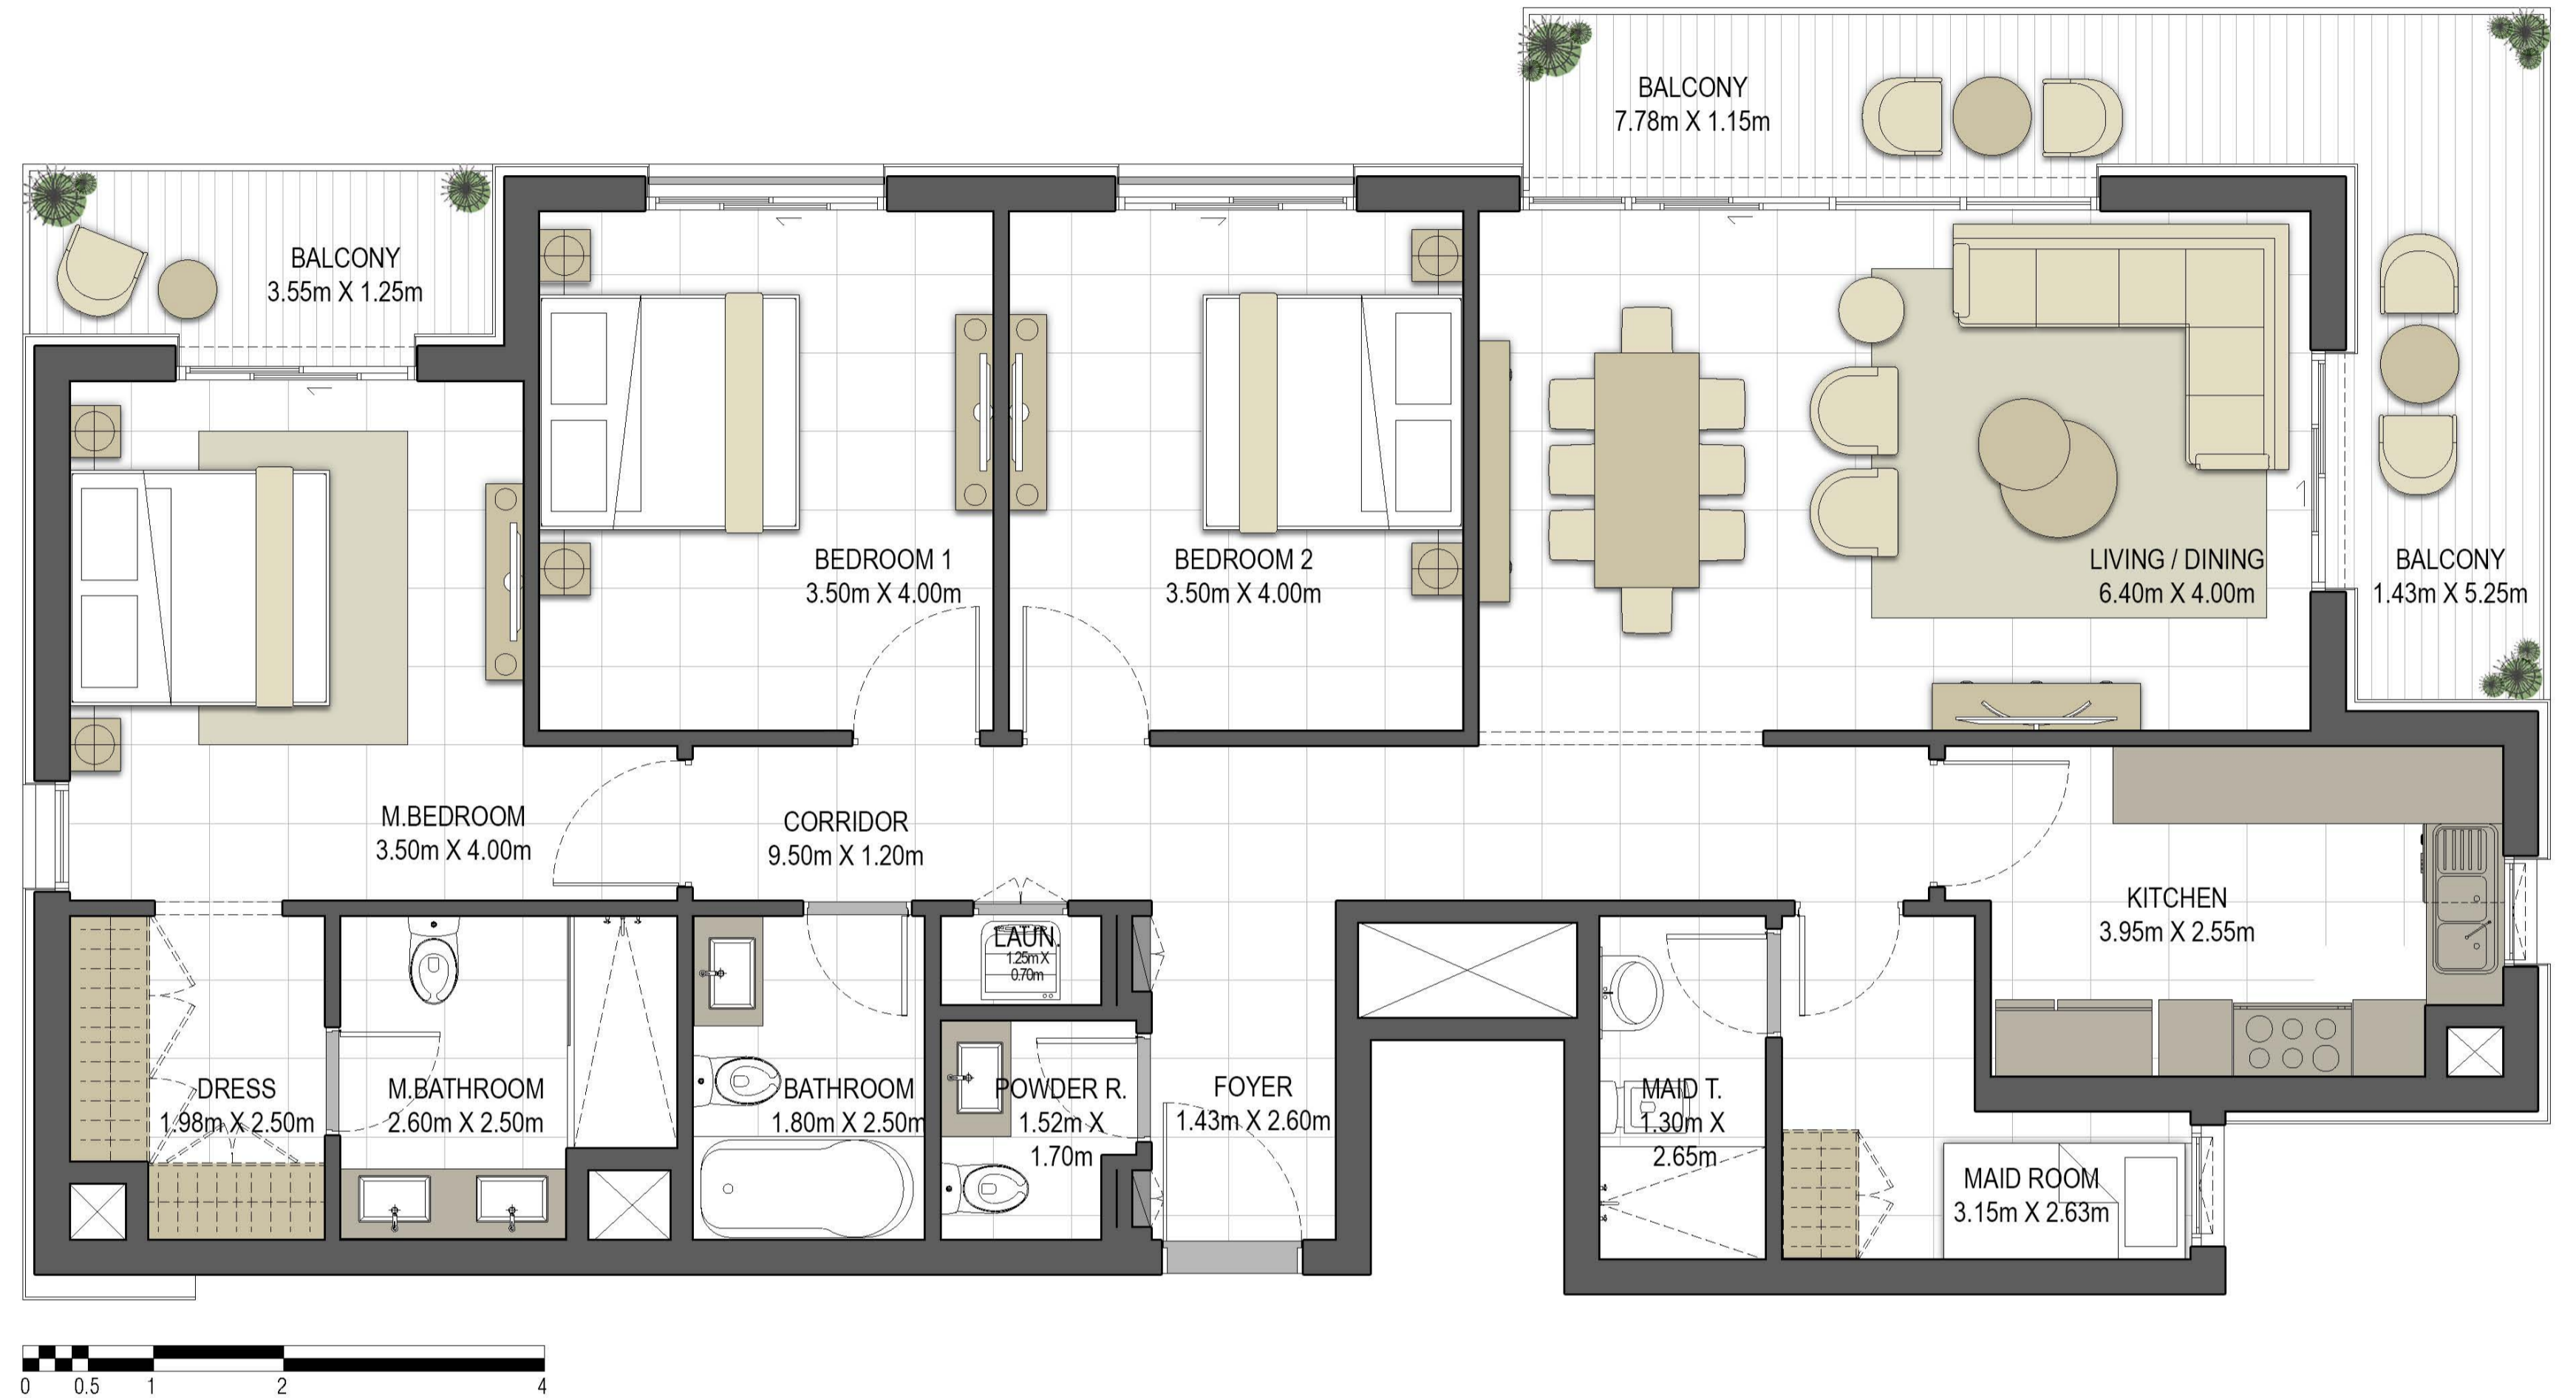 BALCONY
7.78m X 1.15m
BALCONY
3.55m X 1.25m
BEDROOM 1
3.50m X 4.00m
BEDROOM 2
3.50m X 4.00m
LIVING / DINING
6.40m X 4.00m
BALCONY
1.43m X 5.25m
M.BEDROOM
3.50m X 4.00m
CORRIDOR
9.50m X 1.20m
KITCHEN
3.95m X 2.55m
LAUN.
1.25m X
0.70m
DRESS
1.98m X 2.50m
M.BATHROOM
2.60m X 2.50m
BATHROOM
1.80m X 2.50m
POWDER R.
1.52m X
1.70m
FOYER
1.43m X 2.60m
MAID T.
1.30m X
2.65m
MAID ROOM
3.15m X 2.63m
0 0.5 1 2 4